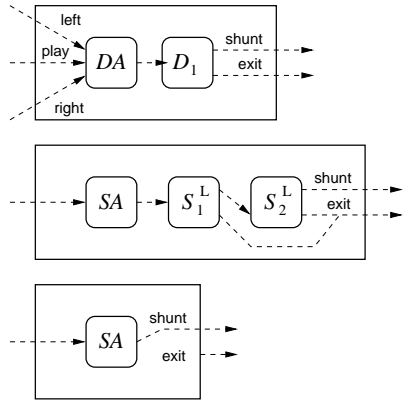 left
shunt
play
DA
D1
exit
right
shunt
SA
S1L
S2L
exit
shunt
SA
exit